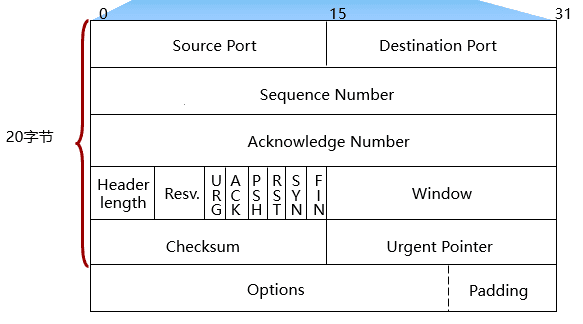 0 15 31
Source Port Destination Port
Sequence Number
20字节
Acknowledge Number
Header length Resv. URG ACK PSH RST SYN FIN Window
Checksum Urgent Pointer
Options Padding